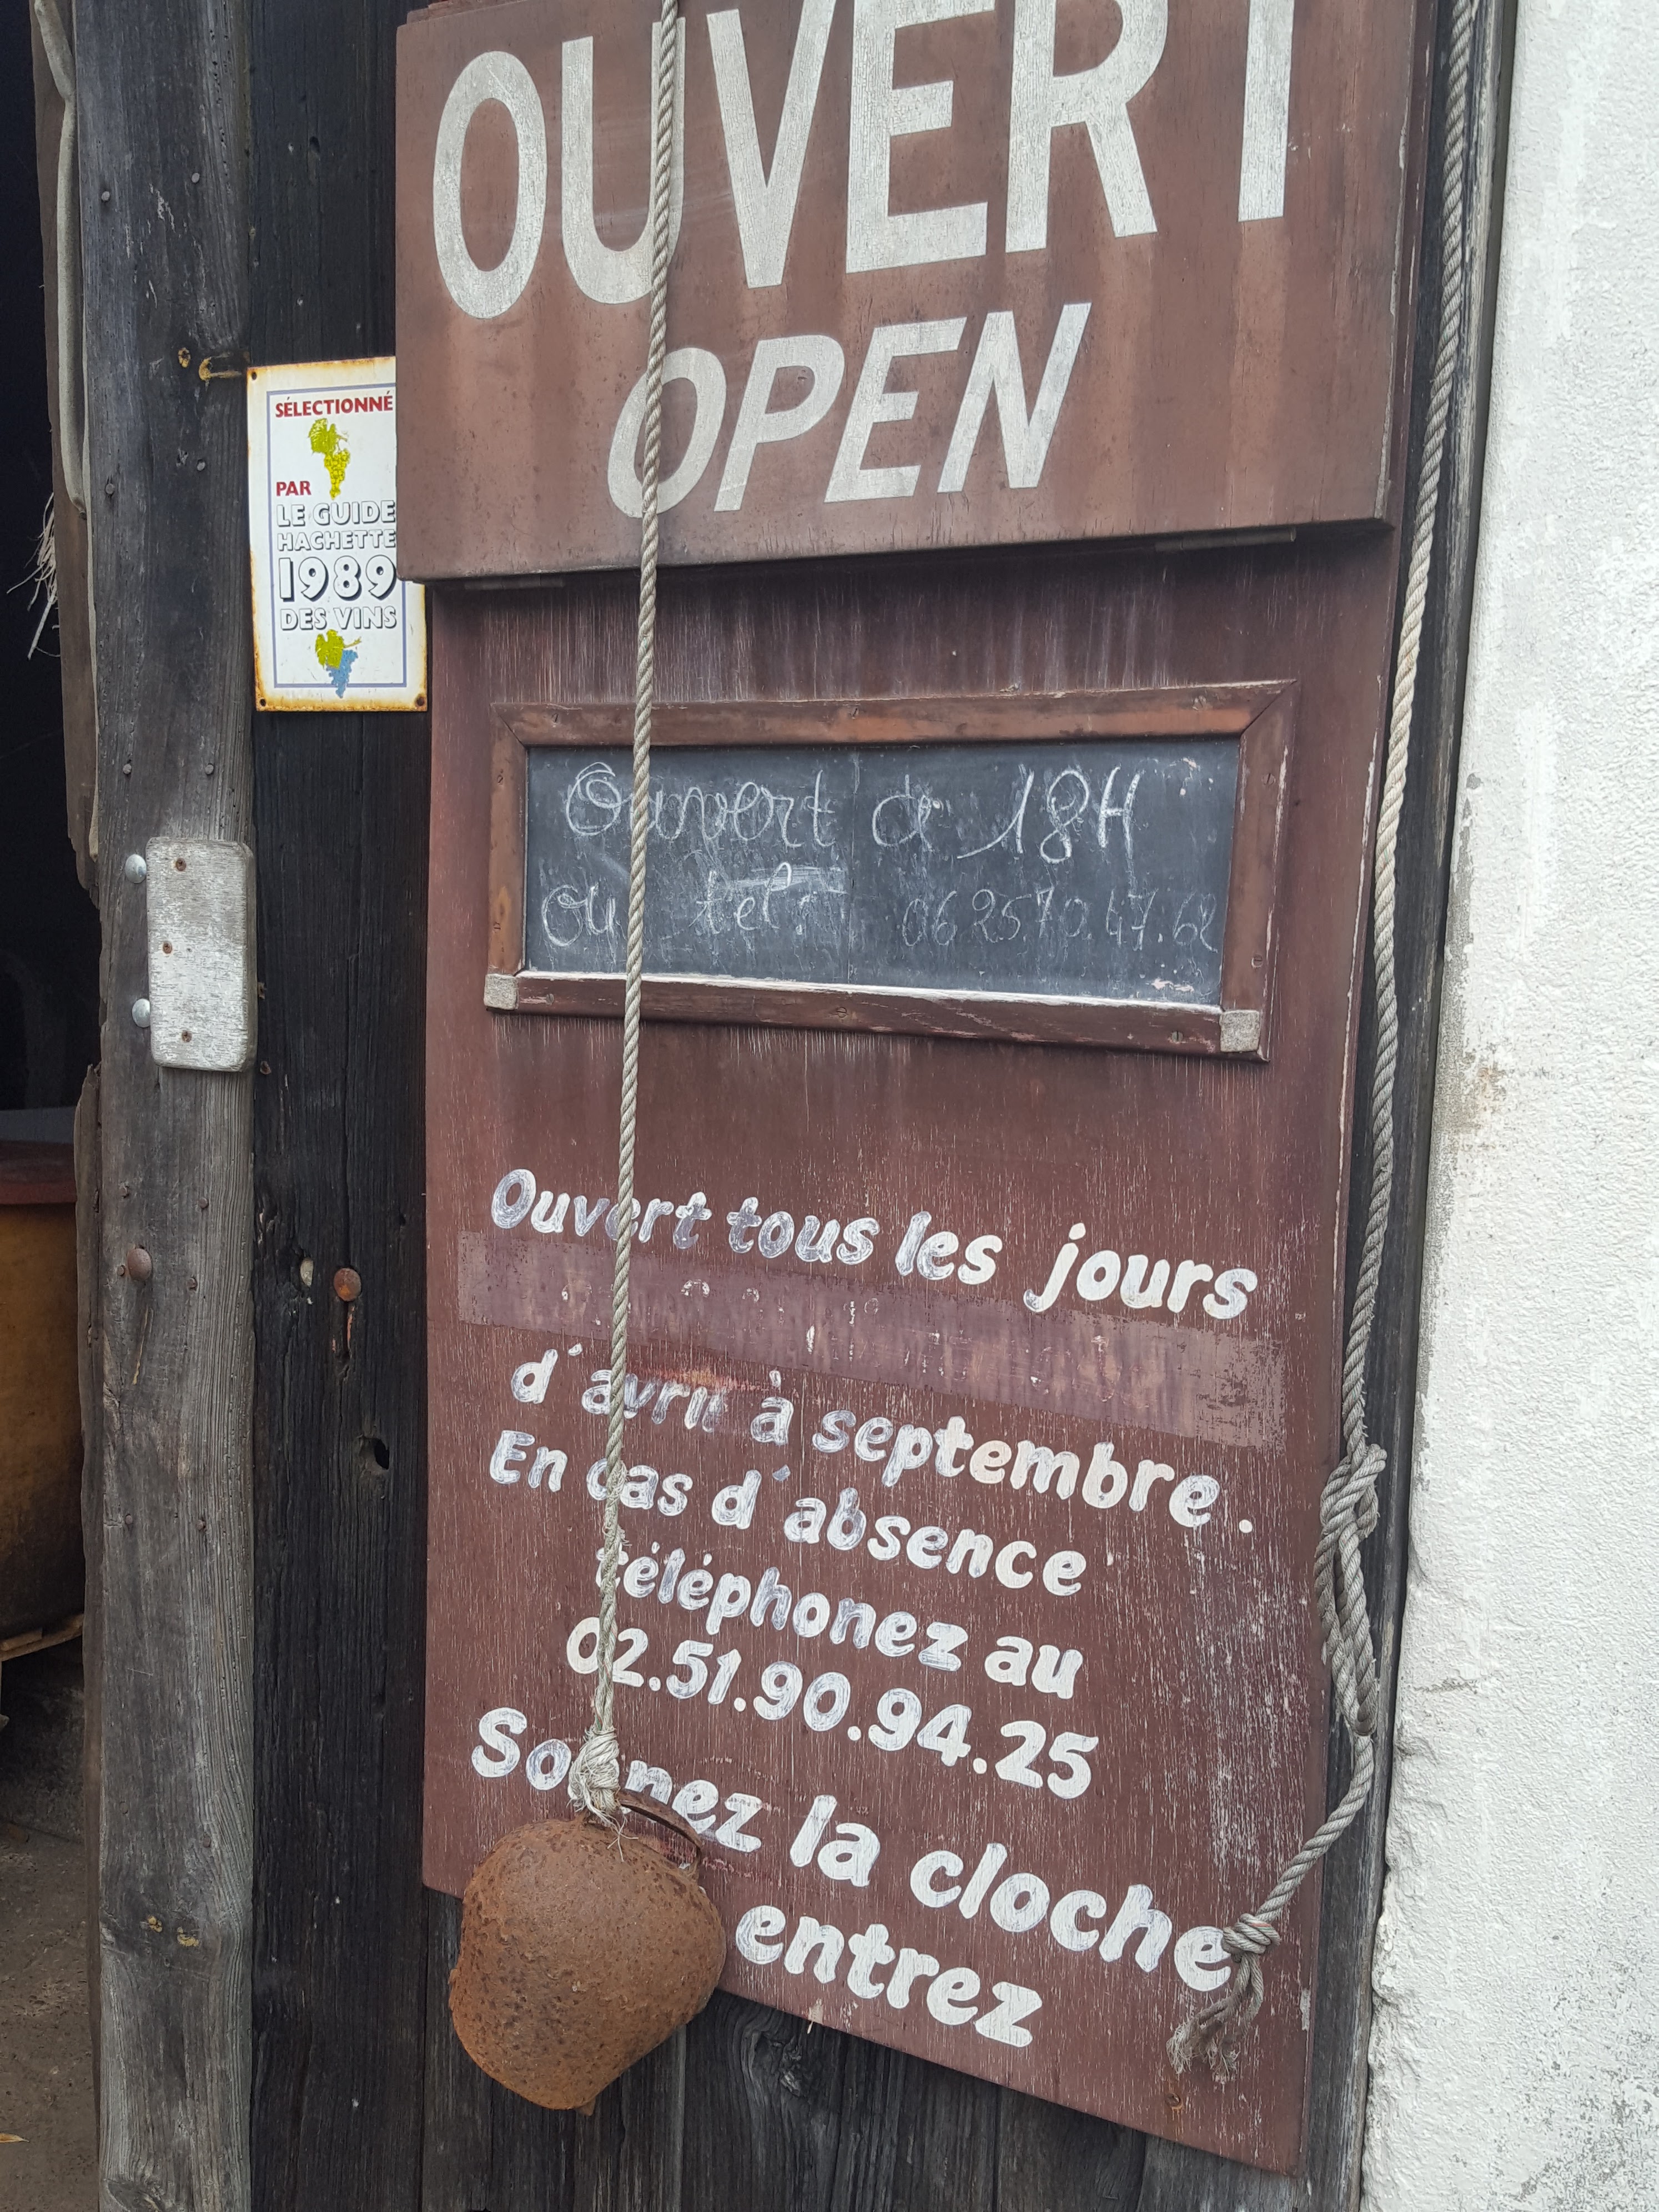 OUVERT
OPEN
SÉLECTIONNÉ
PAR
LE GUIDE
HACHETTE
1989
DES VINS
Ouvert de 18H
Ou tel: 06 25 70.47.62
Ouvert tous les jours
d'avril à septembre.
En cas d'absence
téléphonez au
02.51.90.94.25
Sonnez la cloche
entrez